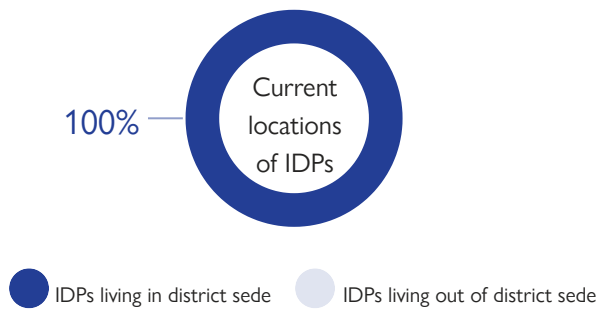 Current
100%
locations
of IDPs
IDPs living in district sede
IDPs living out of district sede